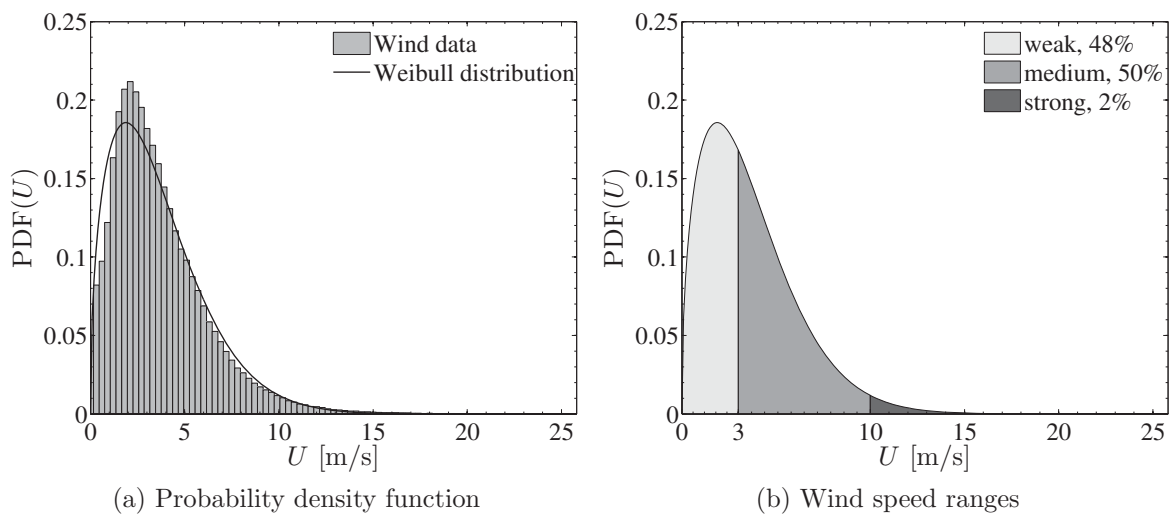 0.25
0.2
0.15
0.1
0.05
0
PDF(U)
Wind data
Weibull distribution
0 5 10 15 20 25
U [m/s]
(a) Probability density function
0.25
0.2
0.15
0.1
0.05
0
PDF(U)
weak, 48%
medium, 50%
strong, 2%
0 3 10 15 20 25
U [m/s]
(b) Wind speed ranges